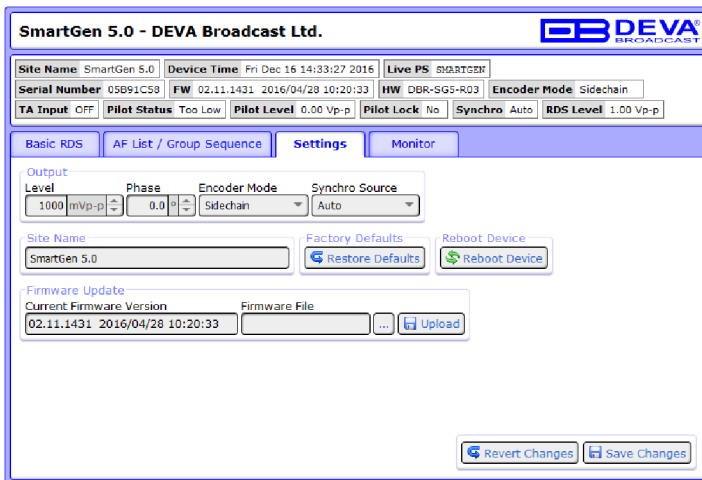 SmartGen 5.0 - DEVA Broadcast Ltd.
DB DEVA
BROADCAST
Site Name SmartGen 5.0 Device Time Fri Dec 16 14:33:27 2016 Live PS SMARTGEN
Serial Number 05B91C58 FW 02.11.1431 2016/04/28 10:20:33 HW DBR-SG5-R03 Encoder Mode Sidechain
TA Input OFF Pilot Status Too Low Pilot Level 0.00 Vp-p Pilot Lock No Synchro Auto RDS Level 1.00 Vp-p
Basic RDS AF List / Group Sequence Settings Monitor
Output
Level Phase Encoder Mode Synchro Source
1000 mVp-p 0.0 ° Sidechain Auto
Site Name Factory Defaults Reboot Device
SmartGen 5.0 Restore Defaults Reboot Device
Firmware Update
Current Firmware Version Firmware File
02.11.1431 2016/04/28 10:20:33 ... Upload
Revert Changes Save Changes